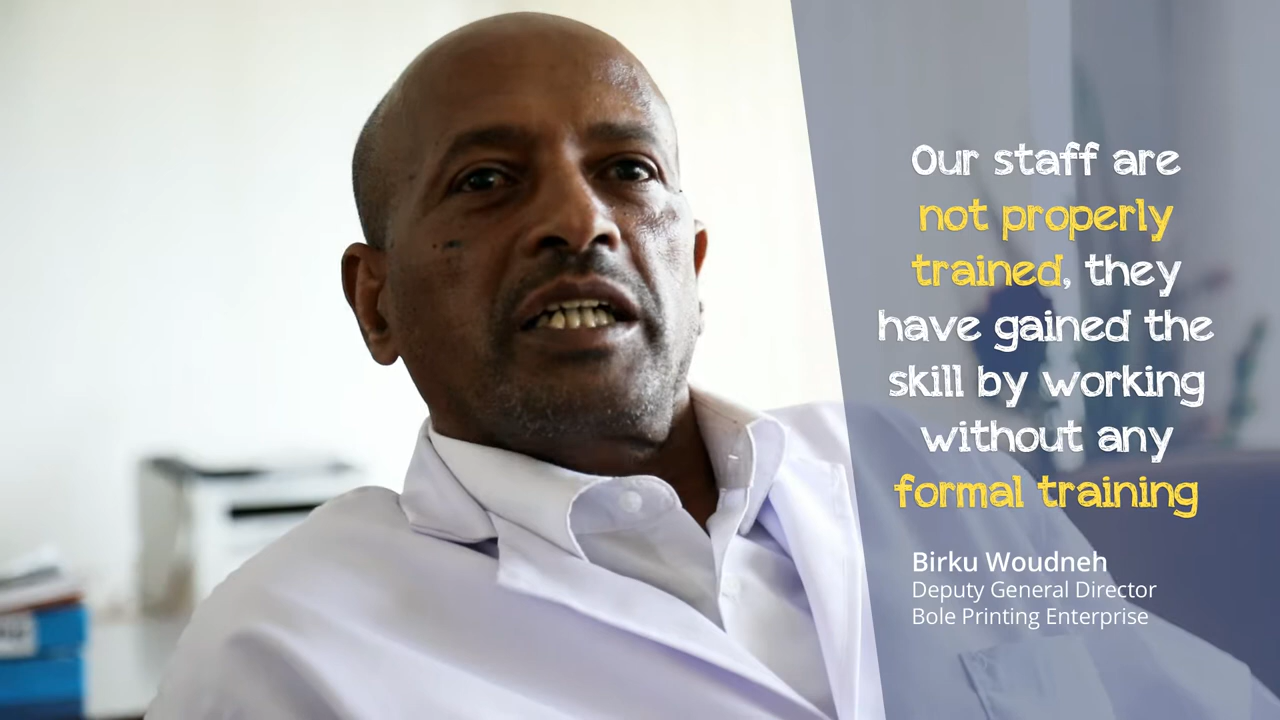 Our staff are
not properly
trained, they
have gained the
skill by working
without any
formal training
Birku Woudneh
Deputy General Director
Bole Printing Enterprise